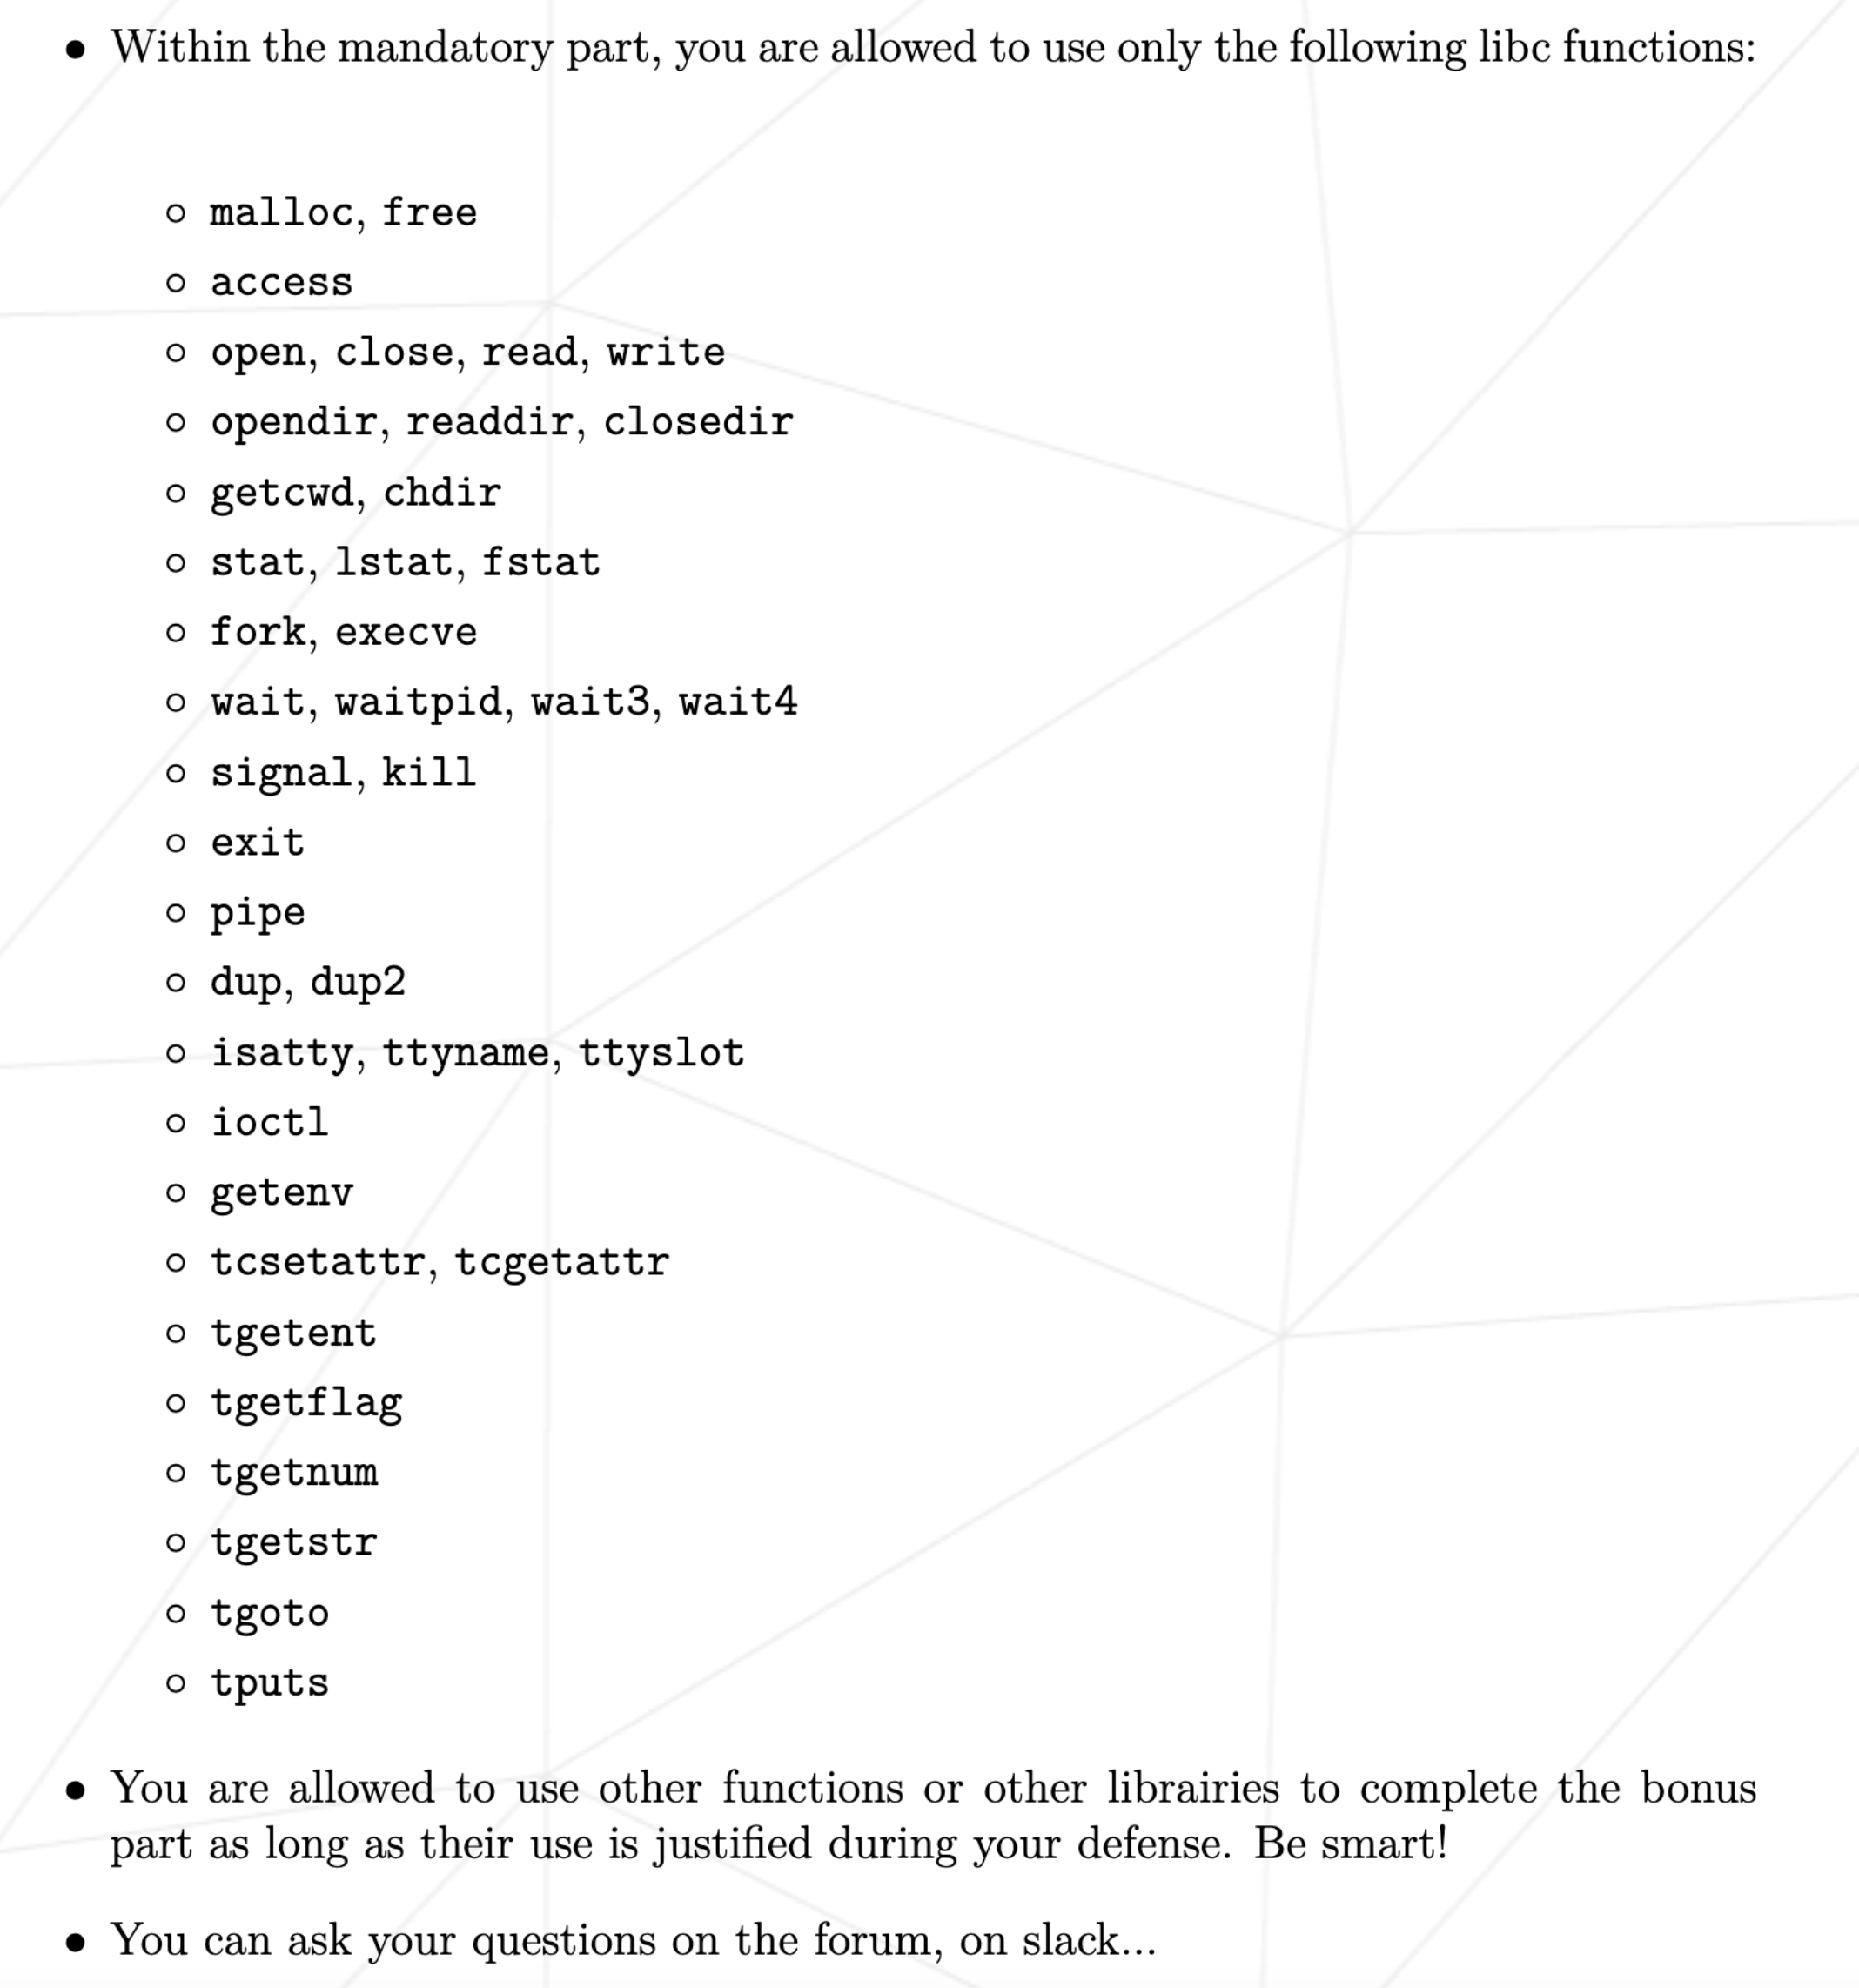 • Within the mandatory part, you are allowed to use only the following libc functions:
◦ malloc, free
◦ access
◦ open, close, read, write
◦ opendir, readdir, closedir
◦ getcwd, chdir
◦ stat, lstat, fstat
◦ fork, execve
◦ wait, waitpid, wait3, wait4
◦ signal, kill
◦ exit
◦ pipe
◦ dup, dup2
◦ isatty, ttyname, ttyslot
◦ ioctl
◦ getenv
◦ tcsetattr, tcgetattr
◦ tgetent
◦ tgetflag
◦ tgetnum
◦ tgetstr
◦ tgoto
◦ tputs
• You are allowed to use other functions or other librairies to complete the bonus
part as long as their use is justified during your defense. Be smart!
• You can ask your questions on the forum, on slack...